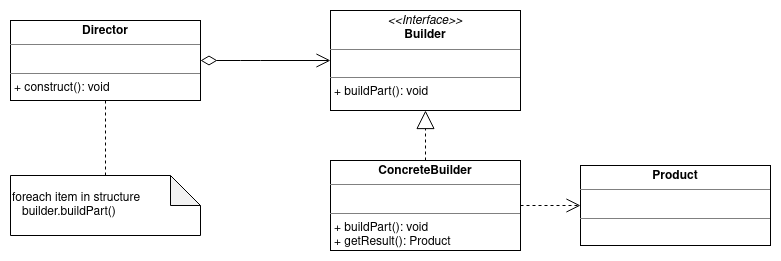 Director
+ construct(): void
<<Interface>>
Builder
+ buildPart(): void
foreach item in structure
builder.buildPart()
ConcreteBuilder
+ buildPart(): void
+ getResult(): Product
Product